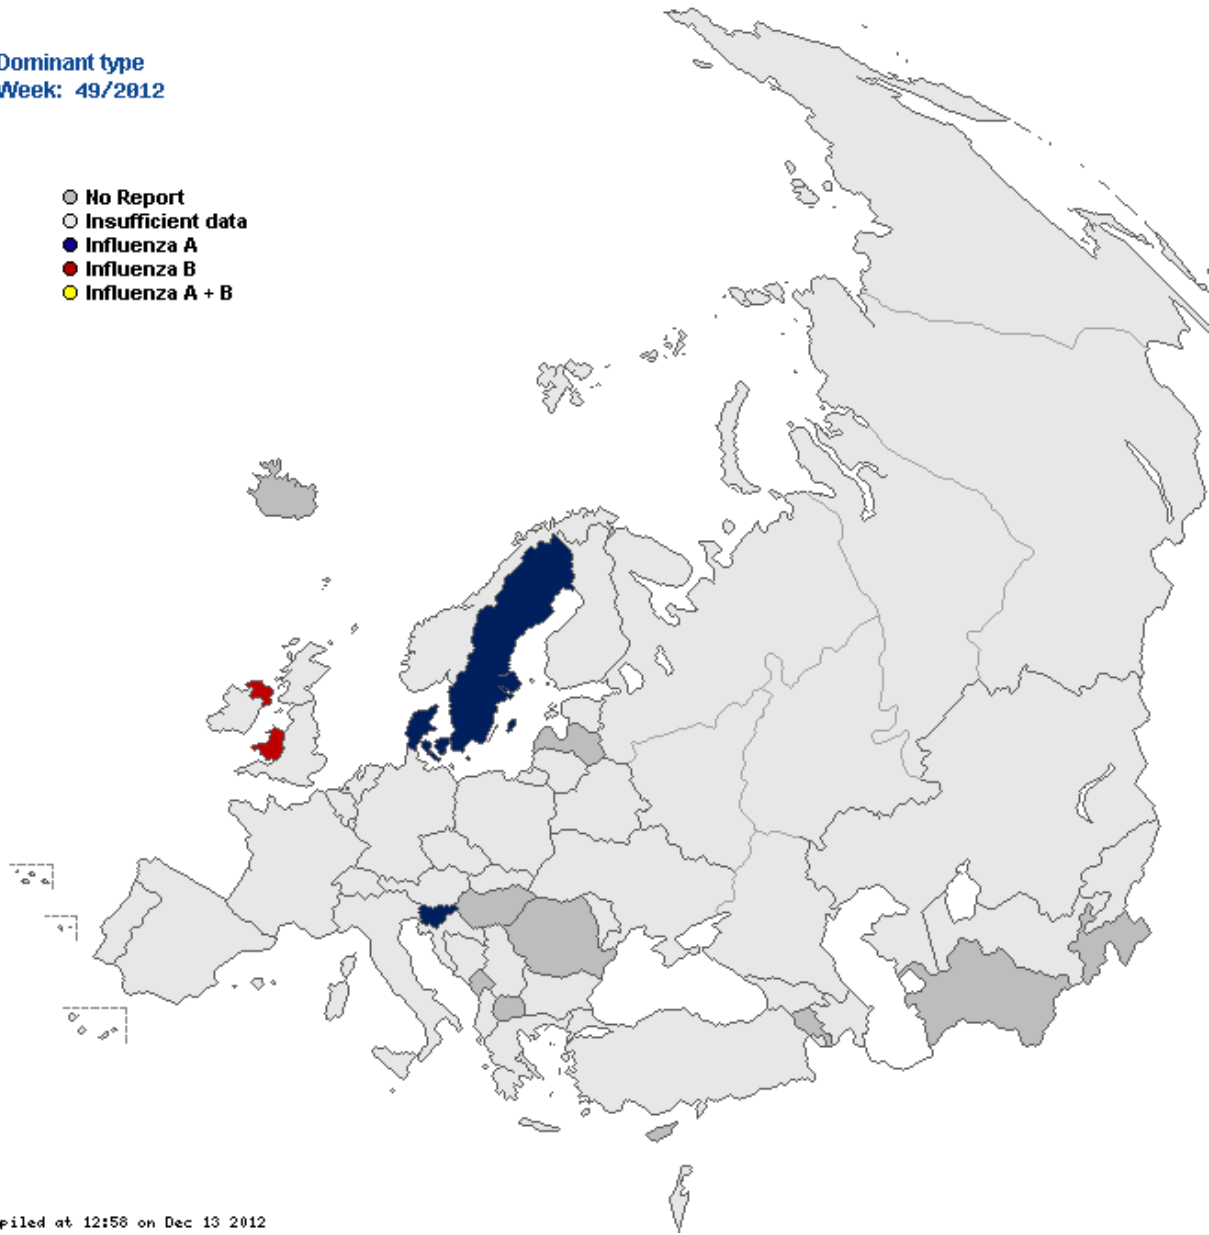 Dominant type
Week: 49/2012
No Report
Insufficient data
Influenza A
Influenza B
Influenza A + B
piled at 12:58 on Dec 13 2012